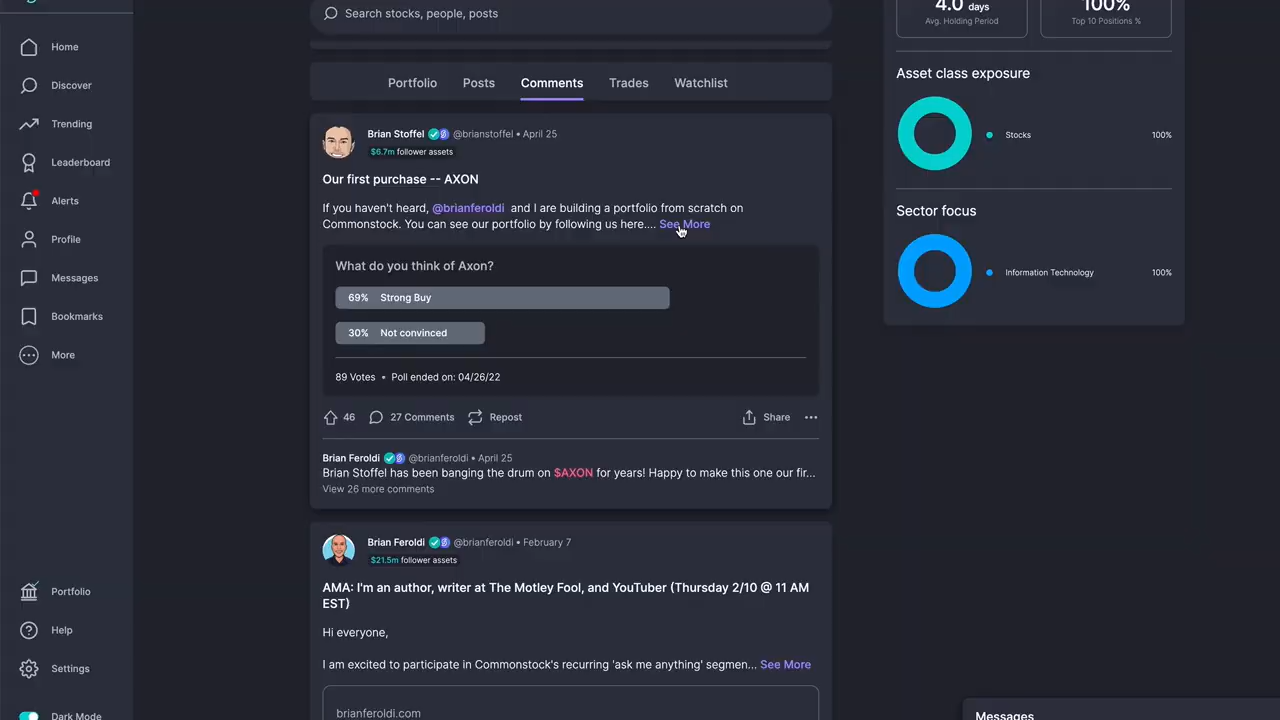 Search stocks, people, posts
Home
Discover
Trending
Leaderboard
Alerts
Profile
Messages
Bookmarks
More
Portfolio
Help
Settings
Dark Mode
Portfolio
Posts
Comments
Trades
Watchlist
Brian Stoffel @brianstoffel • April 25
$6.7m follower assets
Our first purchase -- AXON
If you haven't heard, @brianferoldi and I are building a portfolio from scratch on
Commonstock. You can see our portfolio by following us here.... See More
What do you think of Axon?
69% Strong Buy
30% Not convinced
89 Votes • Poll ended on: 04/26/22
46 27 Comments Repost Share
Brian Feroldi @brianferoldi • April 25
Brian Stoffel has been banging the drum on $AXON for years! Happy to make this one our fir...
View 26 more comments
Brian Feroldi @brianferoldi • February 7
$21.5m follower assets
AMA: I'm an author, writer at The Motley Fool, and YouTuber (Thursday 2/10 @ 11 AM
EST)
Hi everyone,
I am excited to participate in Commonstock's recurring 'ask me anything' segmen... See More
brianferoldi.com
4.0 days
Avg. Holding Period
100%
Top 10 Positions %
Asset class exposure
Stocks 100%
Sector focus
Information Technology 100%
Messages